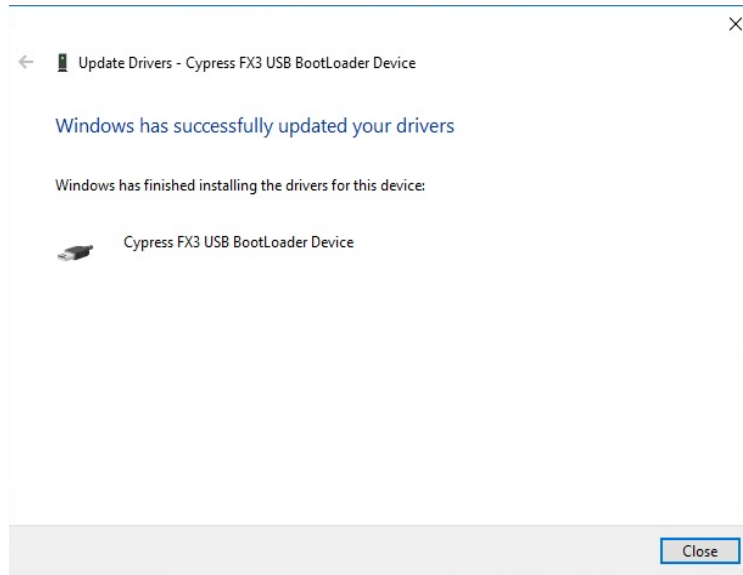 Update Drivers - Cypress FX3 USB BootLoader Device
Windows has successfully updated your drivers
Windows has finished installing the drivers for this device:
Cypress FX3 USB BootLoader Device
Close